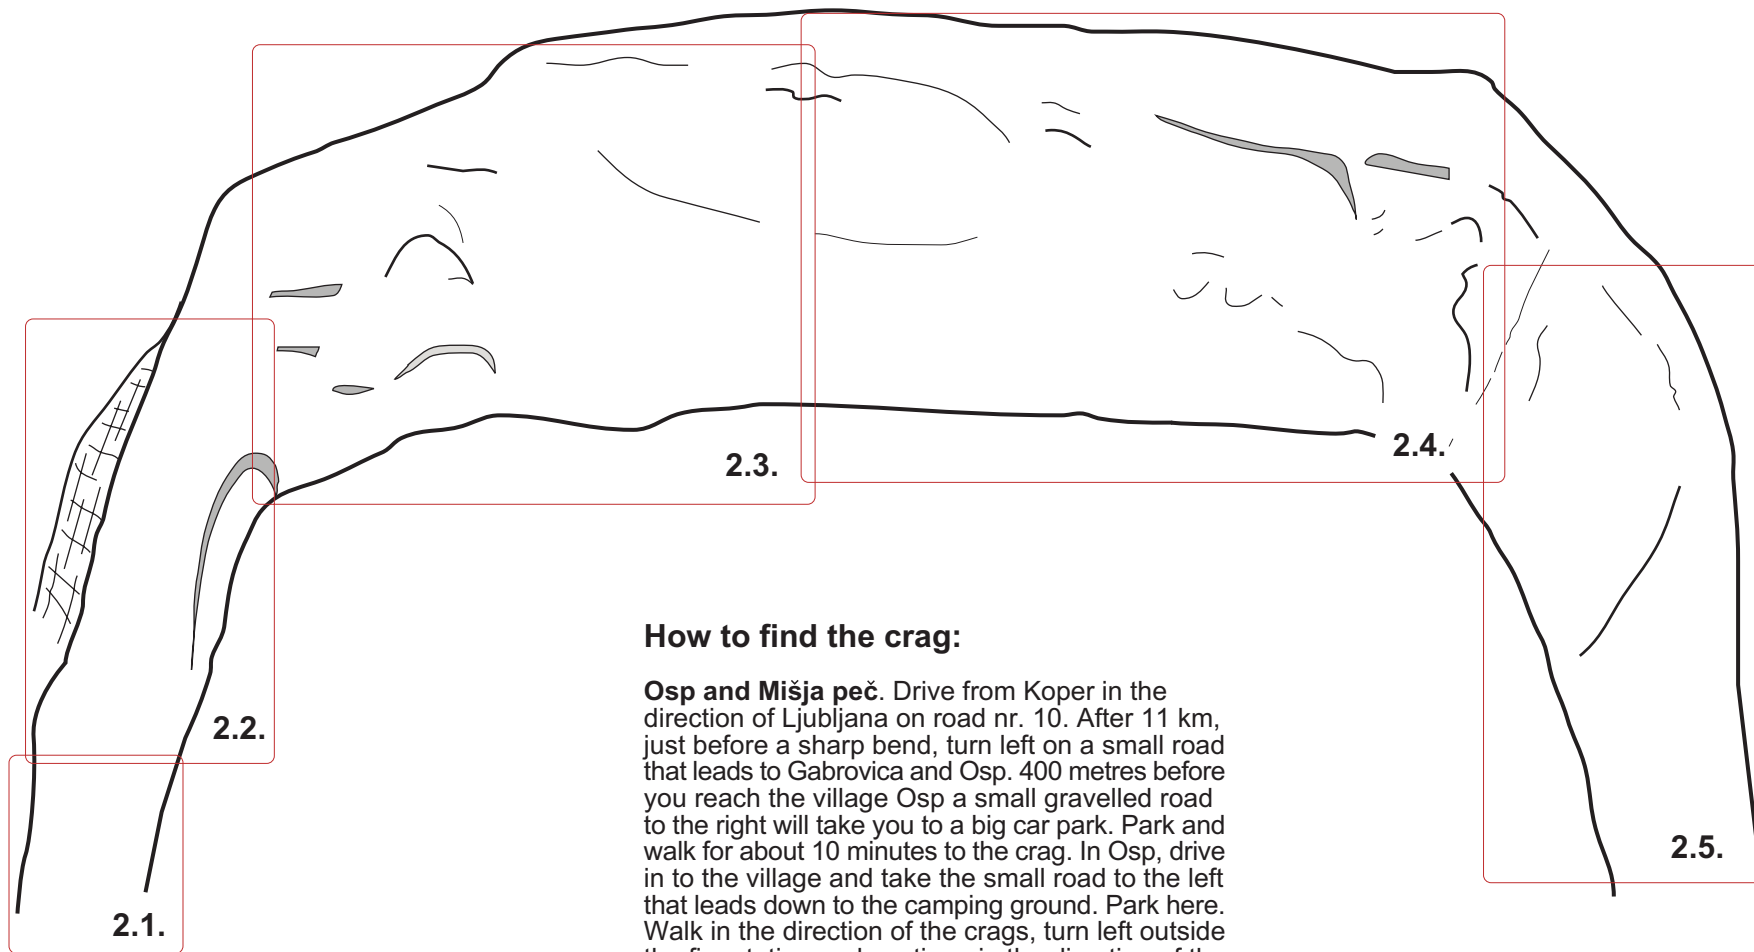 2.3.
2.4.
2.2.
2.5.
2.1.
How to find the crag:
Osp and Mišja peč. Drive from Koper in the
direction of Ljubljana on road nr. 10. After 11 km,
just before a sharp bend, turn left on a small road
that leads to Gabrovica and Osp. 400 metres before
you reach the village Osp a small gravelled road
to the right will take you to a big car park. Park and
walk for about 10 minutes to the crag. In Osp, drive
in to the village and take the small road to the left
that leads down to the camping ground. Park here.
Walk in the direction of the crags, turn left outside